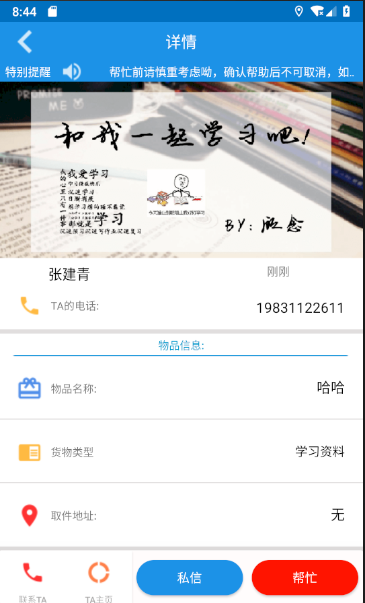 8:44
详情
特别提醒
帮忙前请慎重考虑呦，确认帮助后不可取消，如..
PROMISE
ME
和我一起学习吧!
我爱学习
学习
BY:
张建青
刚刚
TA的电话:
19831122611
物品信息:
物品名称:
哈哈
货物类型
学习资料
取件地址:
无
联系TA
TA主页
私信
帮忙